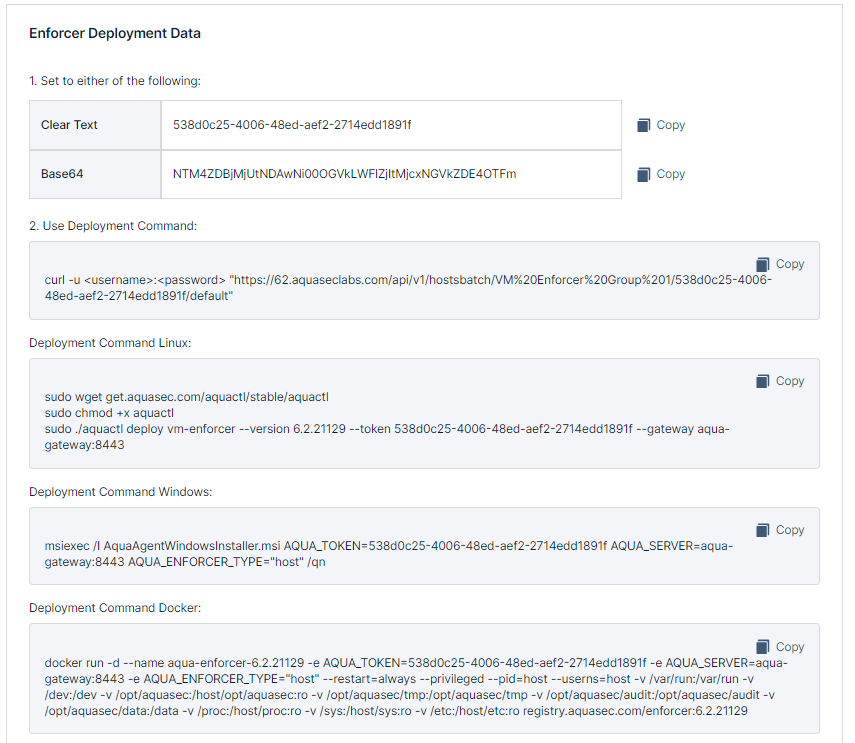 Enforcer Deployment Data
1. Set to either of the following:
Clear Text 538d0c25-4006-48ed-aef2-2714edd1891f Copy
Base64 NTM4ZDBjMjUtNDAwNi00OGVkLWFlZjItMjcxNGVkZDE4OTFm Copy
2. Use Deployment Command:
Copy
curl -u <username>:<password> "https://62.aquaseclabs.com/api/v1/hostsbatch/VM%20Enforcer%20Group%201/538d0c25-4006-
48ed-aef2-2714edd1891f/default"
Deployment Command Linux:
Copy
sudo wget get.aquasec.com/aquactl/stable/aquactl
sudo chmod +x aquactl
sudo ./aquactl deploy vm-enforcer --version 6.2.21129 --token 538d0c25-4006-48ed-aef2-2714edd1891f --gateway aqua-
gateway:8443
Deployment Command Windows:
Copy
msiexec /I AquaAgentWindowsInstaller.msi AQUA_TOKEN=538d0c25-4006-48ed-aef2-2714edd1891f AQUA_SERVER=aqua-
gateway:8443 AQUA_ENFORCER_TYPE="host" /qn
Deployment Command Docker:
Copy
docker run -d --name aqua-enforcer-6.2.21129 -e AQUA_TOKEN=538d0c25-4006-48ed-aef2-2714edd1891f -e AQUA_SERVER=aqua-
gateway:8443 -e AQUA_ENFORCER_TYPE="host" --restart=always --privileged --pid=host --userns=host -v /var/run:/var/run -v
/dev:/dev -v /opt/aquasec:/host/opt/aquasec:ro -v /opt/aquasec/tmp:/opt/aquasec/tmp -v /opt/aquasec/audit:/opt/aquasec/audit -v
/opt/aquasec/data:/data -v /proc:/host/proc:ro -v /sys:/host/sys:ro -v /etc:/host/etc:ro registry.aquasec.com/enforcer:6.2.21129